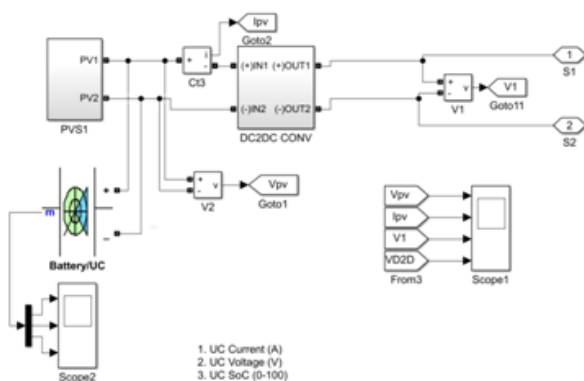 Ipv
Goto2
PV1
PV2
PVS1
+
i
-
Ct3
(+)IN1 (+)OUT1
(-)IN2 (-)OUT2
DC2DC CONV
1
S1
+
-
v
V1
V1
Goto11
2
S2
+
-
v
V2
Vpv
Goto1
m
+
–
Battery/UC
Vpv
Ipv
V1
VD2D
From3
Scope1
Scope2
1. UC Current (A)
2. UC Voltage (V)
3. UC SoC (0-100)